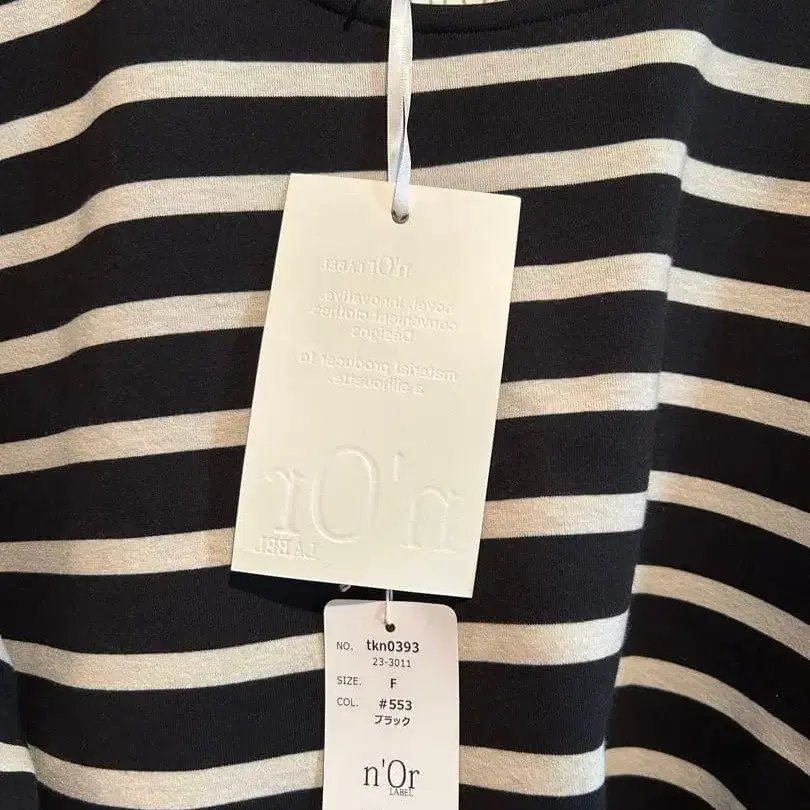 n'Or LABEL
novel, innovative.
convenient clothes.
Designs
material producer to
a silhouette.
n'Or
LABEL
NO. tkn0393
23-3011
SIZE. F
COL. #553
ブラック
n'Or
LABEL